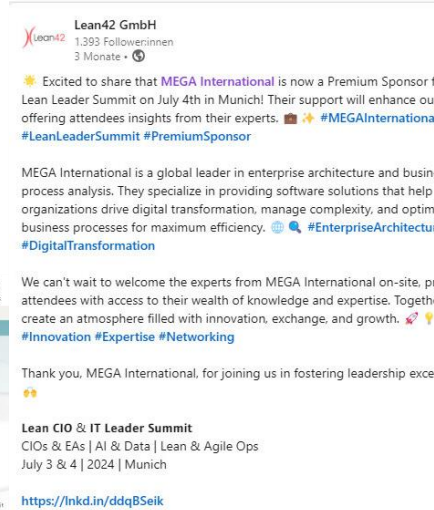 Lean42
Lean42 GmbH
1.393 Follower:innen
3 Monate •
🌟 Excited to share that MEGA International is now a Premium Sponsor
Lean Leader Summit on July 4th in Munich! Their support will enhance
offering attendees insights from their experts. 💼 ✨ #MEGAInternationa
#LeanLeaderSummit #PremiumSponsor
MEGA International is a global leader in enterprise architecture and
process analysis. They specialize in providing software solutions that help
organizations drive digital transformation, manage complexity, and
business processes for maximum efficiency. 🌐 🔍 #EnterpriseArchitectu
#DigitalTransformation
We can't wait to welcome the experts from MEGA International on-site,
attendees with access to their wealth of knowledge and expertise.
create an atmosphere filled with innovation, exchange, and growth. 🚀 💡
#Innovation #Expertise #Networking
Thank you, MEGA International, for joining us in fostering leadership
🙌
Lean CIO & IT Leader Summit
CIOs & EAs | AI & Data | Lean & Agile Ops
July 3 & 4 | 2024 | Munich
https://lnkd.in/ddqBSeik